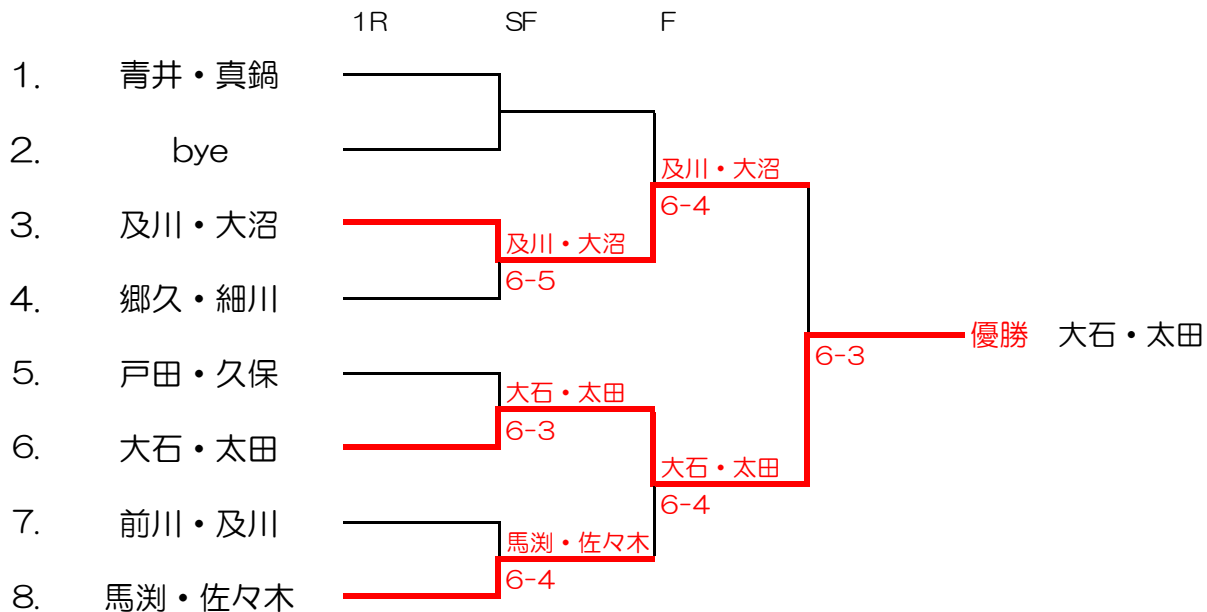 1R SF F
1. 青井・真鍋
2. bye
及川・大沼
6-4
3. 及川・大沼
及川・大沼
6-5
4. 郷久・細川
優勝 大石・太田
6-3
5. 戸田・久保
大石・太田
6-3
6. 大石・太田
大石・太田
6-4
7. 前川・及川
馬渕・佐々木
6-4
8. 馬渕・佐々木